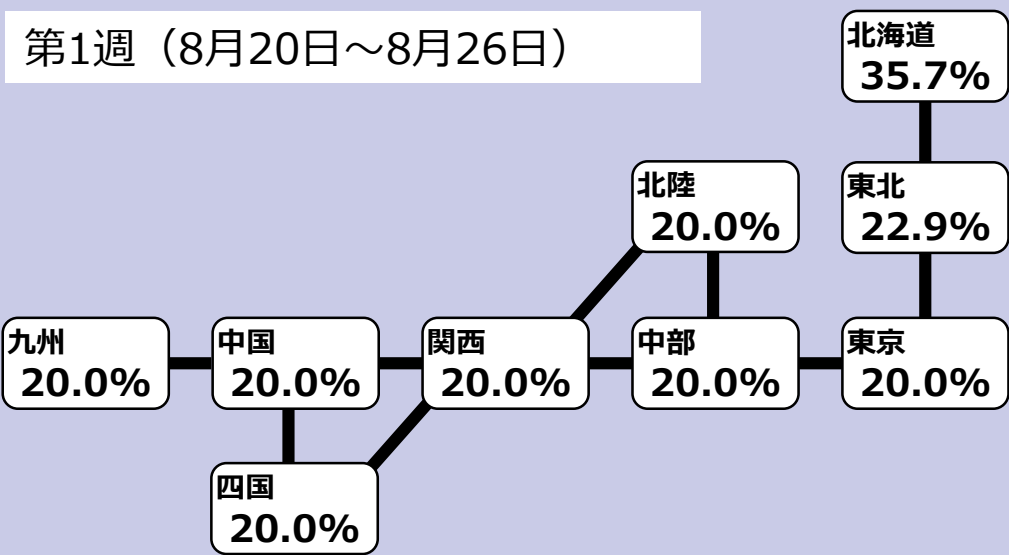 第1週（8月20日～8月26日）
北海道
35.7%
北陸
20.0%
東北
22.9%
九州
20.0%
中国
20.0%
関西
20.0%
中部
20.0%
東京
20.0%
四国
20.0%